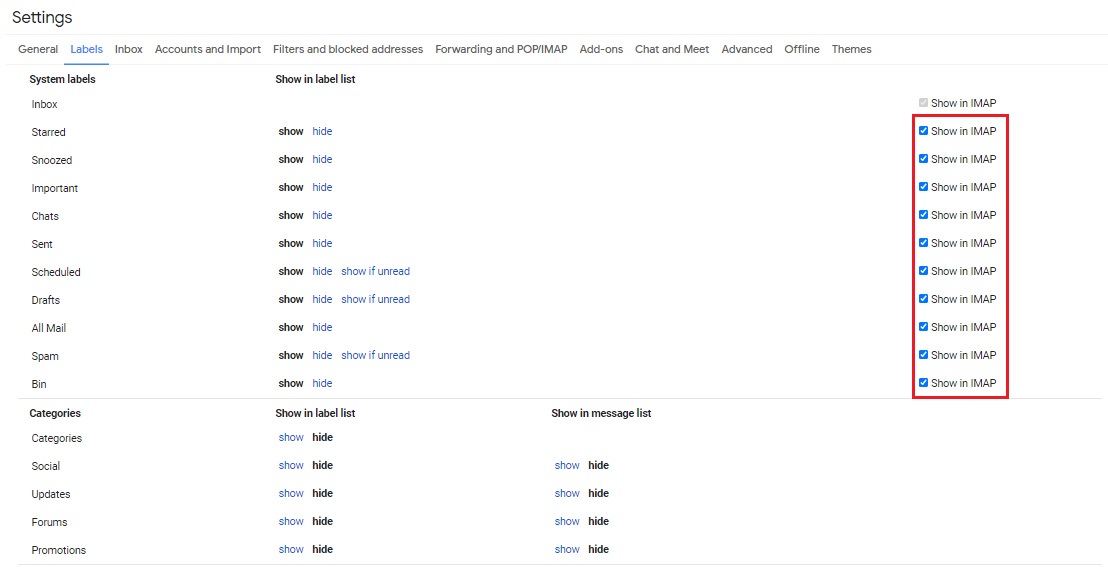 Settings
General Labels Inbox Accounts and Import Filters and blocked addresses Forwarding and POP/IMAP Add-ons Chat and Meet Advanced Offline Themes
System labels Show in label list
Inbox Show in IMAP
Starred show hide Show in IMAP
Snoozed show hide Show in IMAP
Important show hide Show in IMAP
Chats show hide Show in IMAP
Sent show hide Show in IMAP
Scheduled show hide show if unread Show in IMAP
Drafts show hide show if unread Show in IMAP
All Mail show hide Show in IMAP
Spam show hide show if unread Show in IMAP
Bin show hide Show in IMAP
Categories Show in label list Show in message list
Categories show hide
Social show hide show hide
Updates show hide show hide
Forums show hide show hide
Promotions show hide show hide